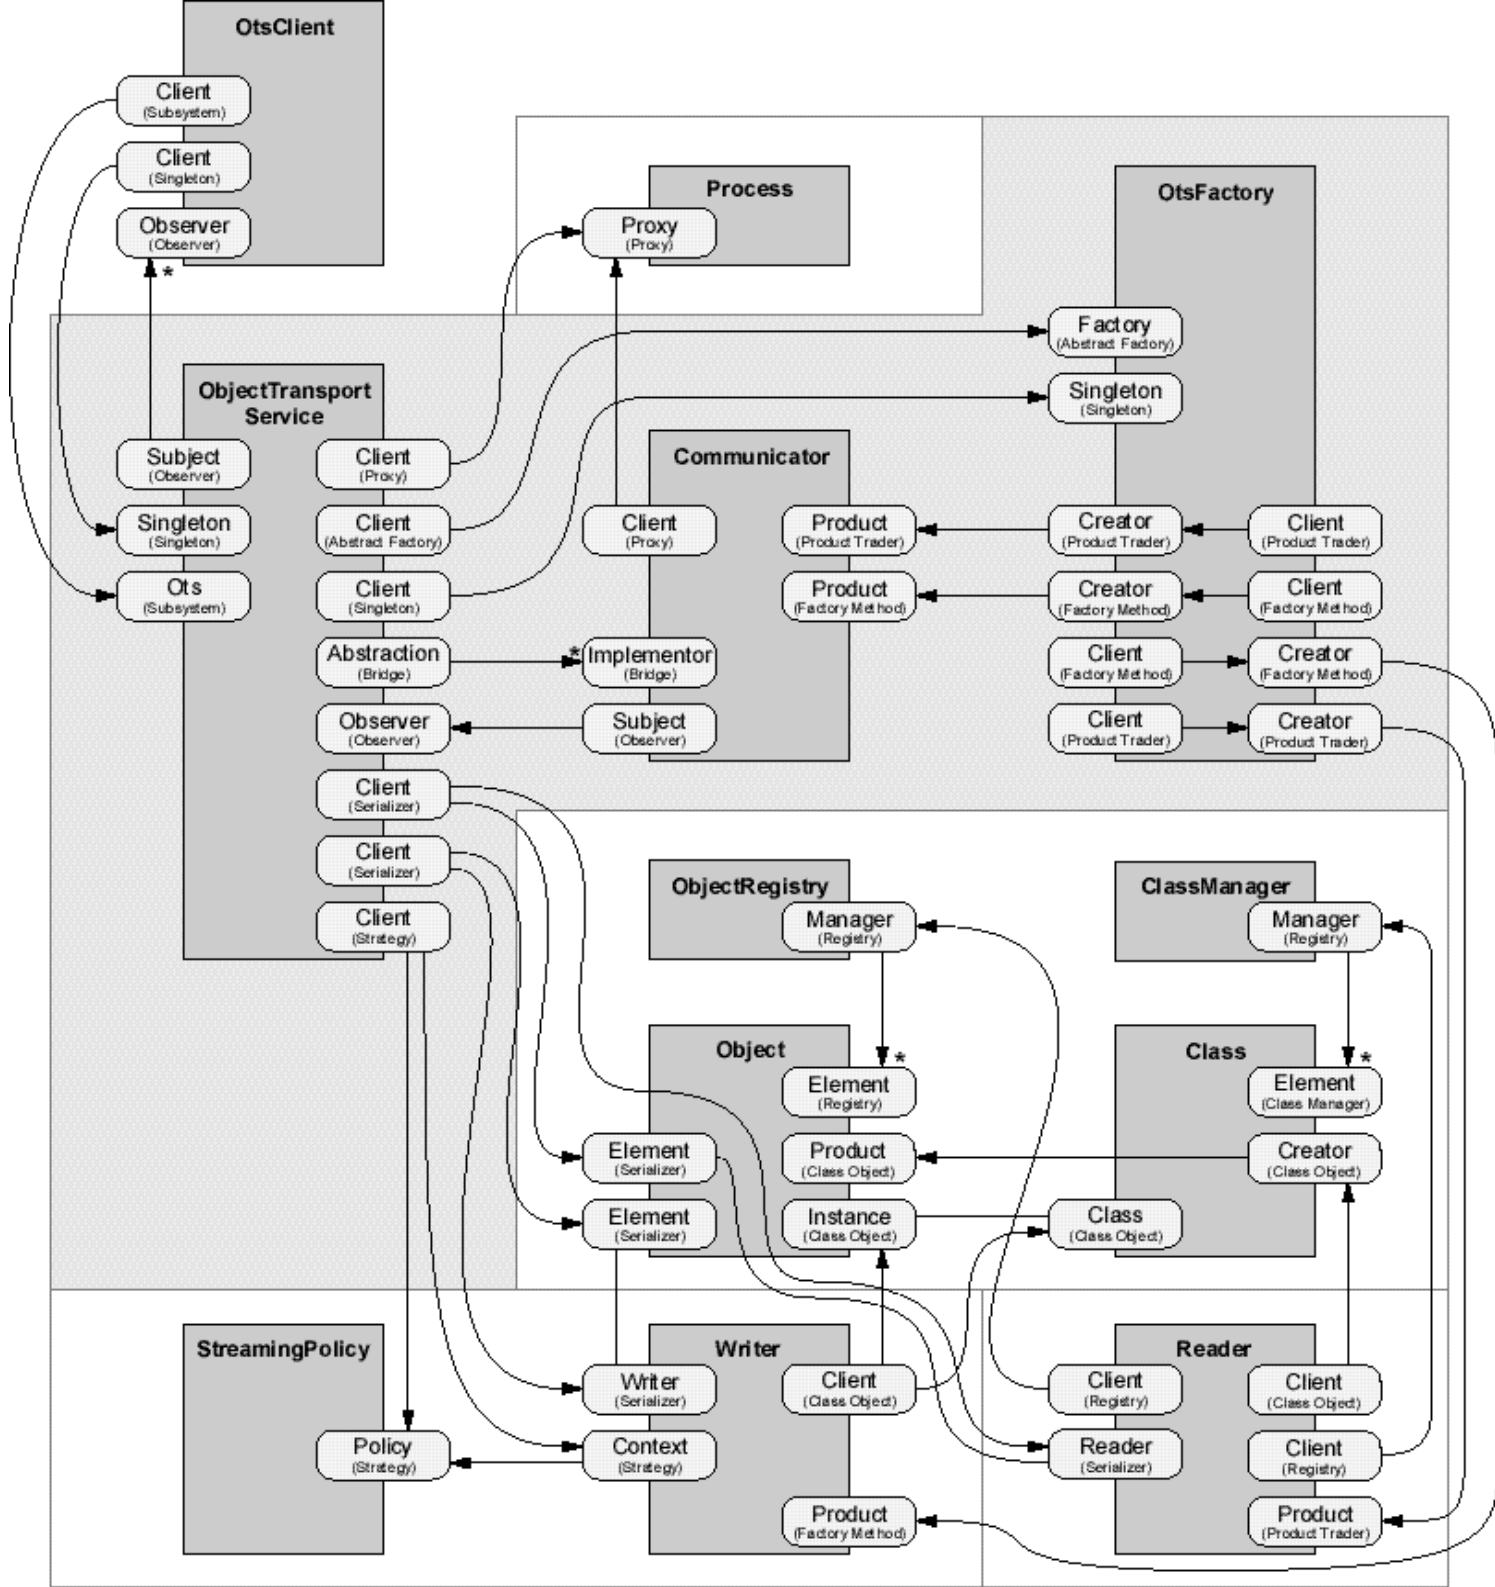 OtsClient
Client
(Subsystem)
Client
(Singleton)
Observer
(Observer)
*
Process
Proxy
(Proxy)
OtsFactory
Factory
(Abstract Factory)
Singleton
(Singleton)
Client
(Product Trader)
Creator
(Product Trader)
Client
(Factory Method)
Creator
(Factory Method)
Client
(Factory Method)
Creator
(Factory Method)
Client
(Product Trader)
Creator
(Product Trader)
ObjectTransport
Service
Subject
(Observer)
Singleton
(Singleton)
Ots
(Subsystem)
Client
(Proxy)
Client
(Abstract Factory)
Client
(Singleton)
Abstraction
(Bridge)
Observer
(Observer)
Client
(Serializer)
Client
(Serializer)
Client
(Strategy)
Communicator
Client
(Proxy)
Product
(Product Trader)
Product
(Factory Method)
*
Implementor
(Bridge)
Subject
(Observer)
ObjectRegistry
Manager
(Registry)
*
ClassManager
Manager
(Registry)
*
Object
Element
(Registry)
Product
(Class Object)
Instance
(Class Object)
Element
(Serializer)
Element
(Serializer)
Class
Element
(Class Manager)
Creator
(Class Object)
Class
(Class Object)
StreamingPolicy
Policy
(Strategy)
Writer
Writer
(Serializer)
Context
(Strategy)
Client
(Class Object)
Product
(Factory Method)
Reader
Client
(Registry)
Reader
(Serializer)
Client
(Class Object)
Client
(Registry)
Product
(Product Trader)